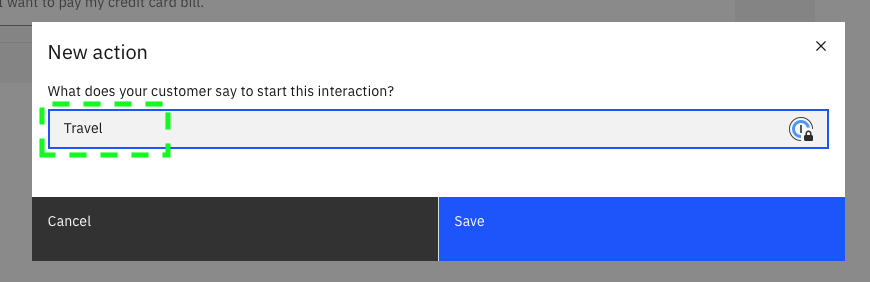 I want to pay my credit card bill.
New action
What does your customer say to start this interaction?
Travel
Cancel
Save